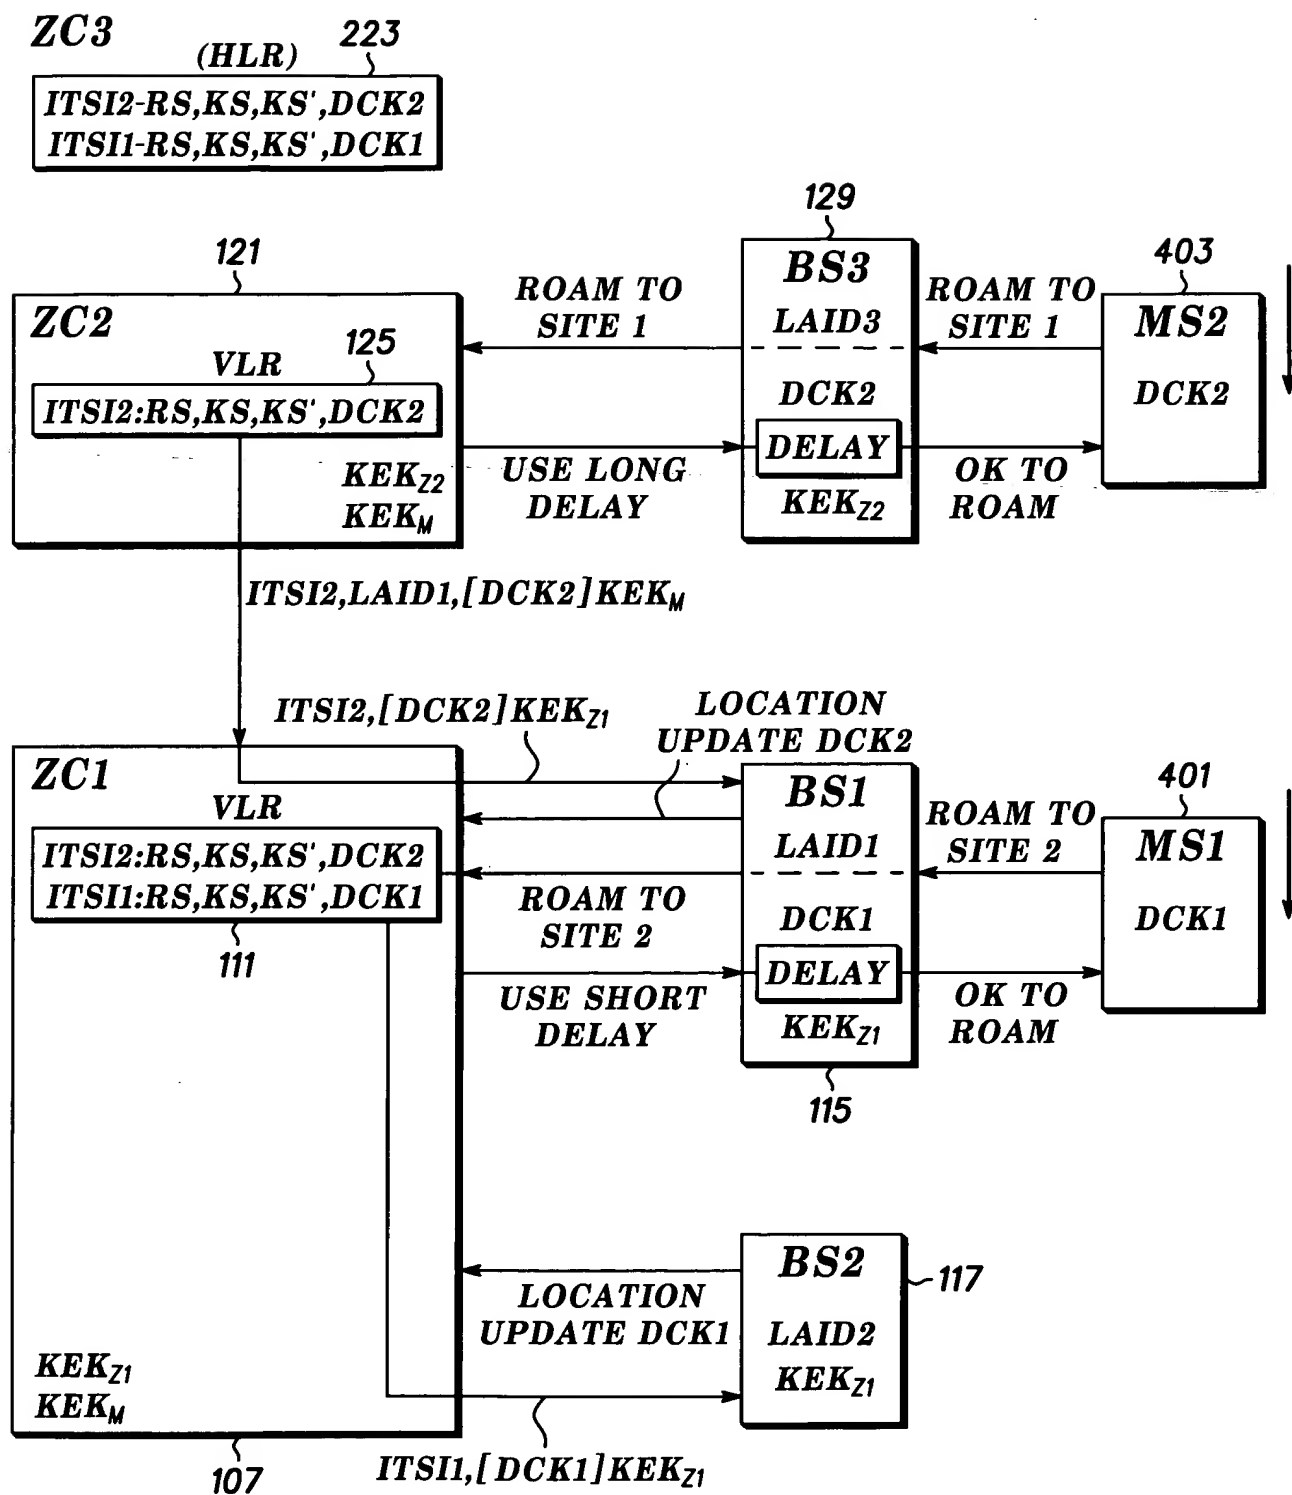 ZC3
(HLR)
223
ITSI2-RS,KS,KS',DCK2
ITSI1-RS,KS,KS',DCK1
121
ZC2
VLR
125
ITSI2:RS,KS,KS',DCK2
KEKZ2
KEKM
ROAM TO
SITE 1
USE LONG
DELAY
129
BS3
LAID3
DCK2
DELAY
KEKZ2
ROAM TO
SITE 1
OK TO
ROAM
403
MS2
DCK2
ITSI2,LAID1,[DCK2]KEKM
ITSI2,[DCK2]KEKZ1
LOCATION
UPDATE DCK2
ZC1
VLR
ITSI2:RS,KS,KS',DCK2
ITSI1:RS,KS,KS',DCK1
111
ROAM TO
SITE 2
USE SHORT
DELAY
BS1
LAID1
DCK1
DELAY
KEKZ1
115
ROAM TO
SITE 2
OK TO
ROAM
401
MS1
DCK1
LOCATION
UPDATE DCK1
BS2
LAID2
KEKZ1
117
KEKZ1
KEKM
107
ITSI1,[DCK1]KEKZ1